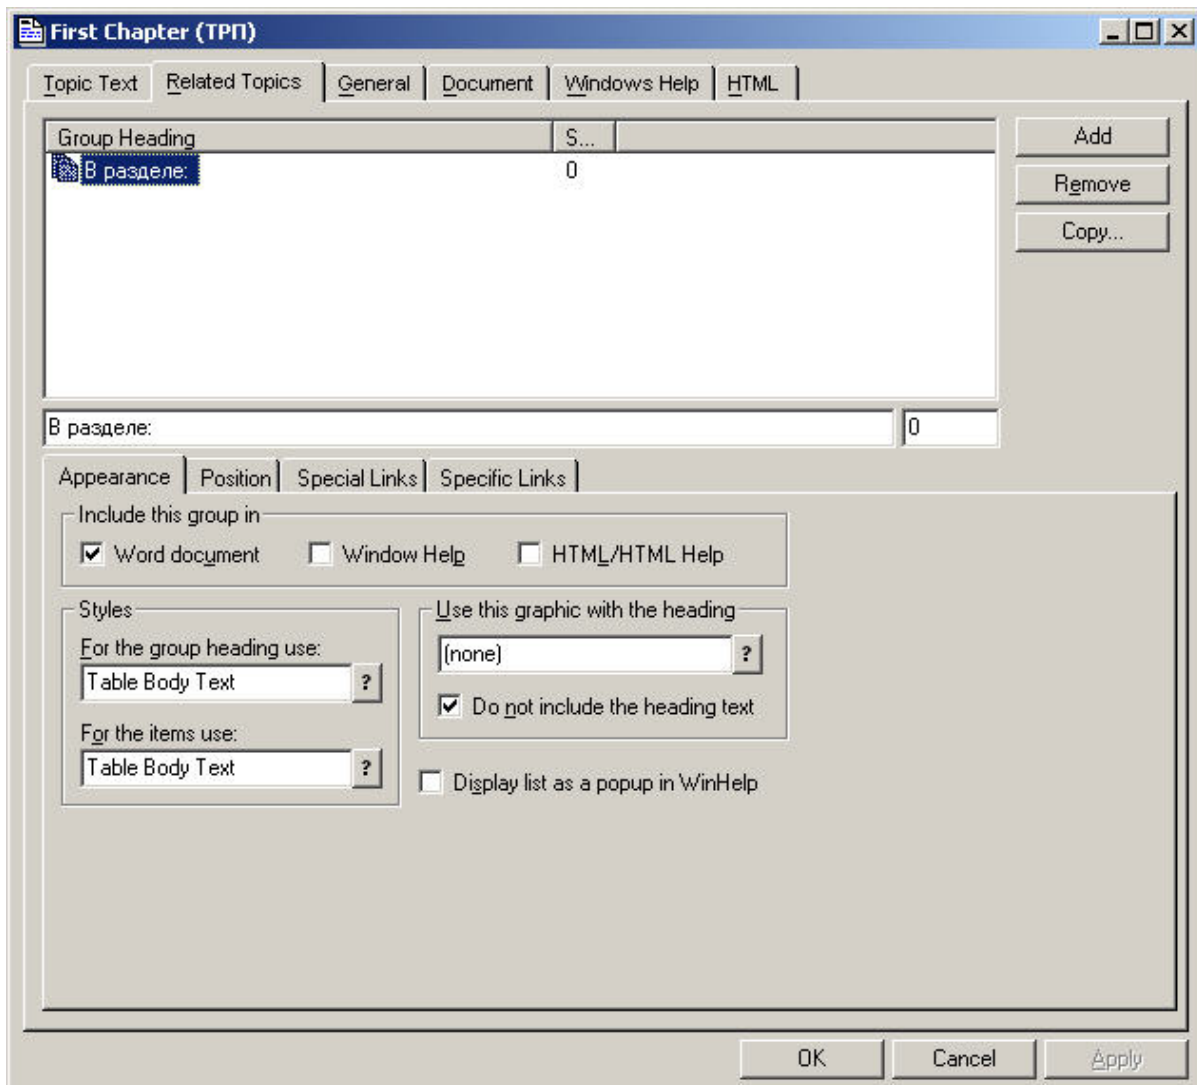 First Chapter (ТРП)
Topic Text Related Topics General Document Windows Help HTML
Group Heading S...
В разделе: 0
Add
Remove
Copy...
В разделе: 0
Appearance Position Special Links Specific Links
Include this group in
Word document Window Help HTML/HTML Help
Styles
For the group heading use:
Table Body Text ?
For the items use:
Table Body Text ?
Use this graphic with the heading
(none) ?
Do not include the heading text
Display list as a popup in WinHelp
OK Cancel Apply